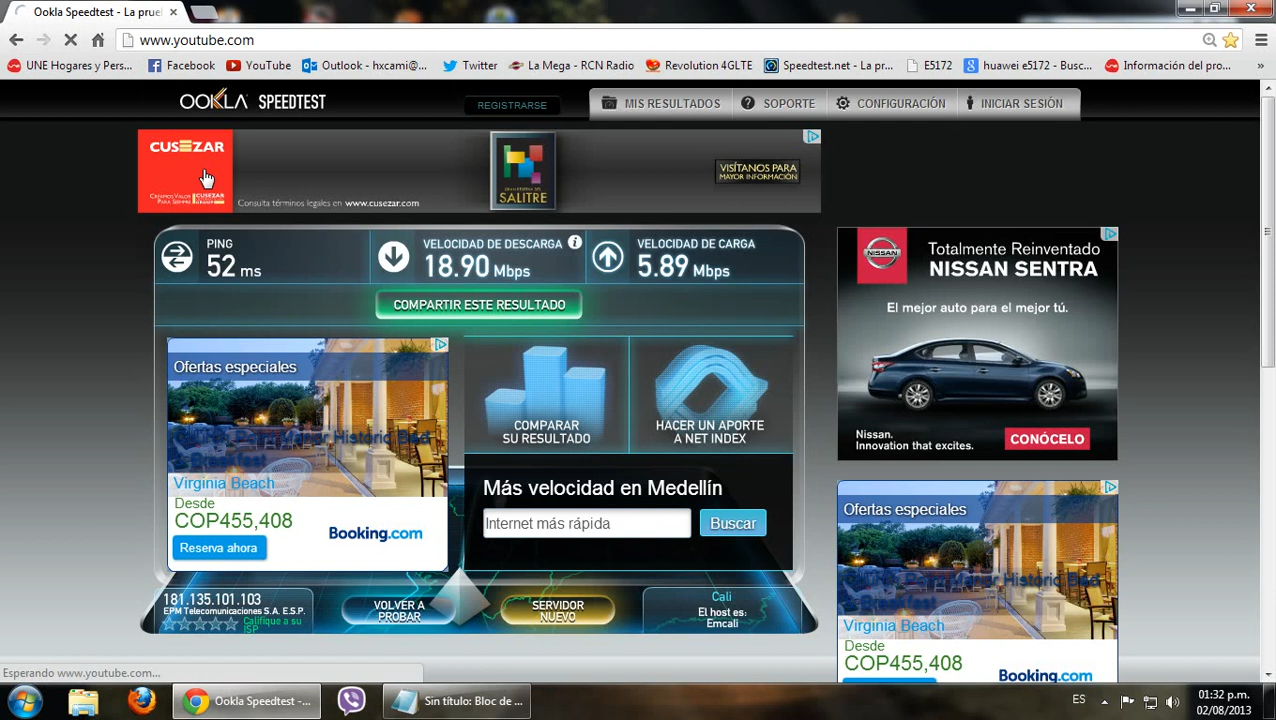 Ookla Speedtest - La prue
www.youtube.com
UNE Hogares y Pers...
Facebook
YouTube
Outlook - hxcami@...
Twitter
La Mega - RCN Radio
Revolution 4GLTE
Speedtest.net - La pr...
E5172
huawei e5172 - Busc...
Información del pro...
»
OOKLA SPEEDTEST
REGISTRARSE
MIS RESULTADOS
SOPORTE
CONFIGURACIÓN
INICIAR SESIÓN
CUSEZAR
CREAMOS VALOR
PARA SIEMPRE
CUSEZAR
Consulta términos legales en www.cusezar.com
SALITRE
VISÍTANOS PARA
MAYOR INFORMACIÓN
PING
52 ms
VELOCIDAD DE DESCARGA
18.90 Mbps
VELOCIDAD DE CARGA
5.89 Mbps
COMPARTIR ESTE RESULTADO
Ofertas especiales
Virginia Beach
Desde
COP455,408
Reserva ahora
Booking.com
COMPARAR
SU RESULTADO
HACER UN APORTE
A NET INDEX
Más velocidad en Medellín
Internet más rápida
Buscar
181.135.101.103
EPM Telecomunicaciones S.A. E.S.P.
Califique a su
ISP
VOLVER A
PROBAR
SERVIDOR
NUEVO
Cali
El host es:
Emcali
Totalmente Reinventado
NISSAN SENTRA
El mejor auto para el mejor tú.
Nissan.
Innovation that excites.
CONÓCELO
Ofertas especiales
Virginia Beach
Desde
COP455,408
Booking.com
Esperando www.youtube.com...
Ookla Speedtest -...
Sin título: Bloc de ...
ES
01:32 p.m.
02/08/2013